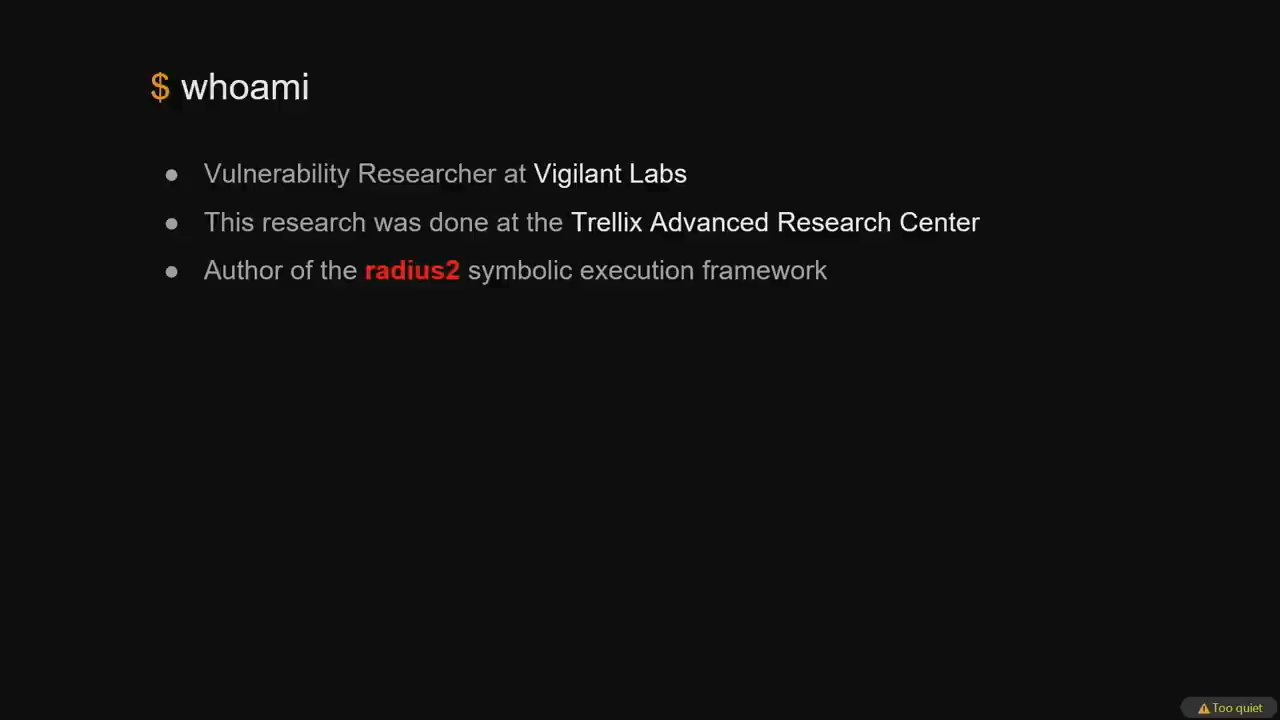 $ whoami
● Vulnerability Researcher at Vigilant Labs
● This research was done at the Trellix Advanced Research Center
● Author of the radius2 symbolic execution framework
⚠ Too quiet